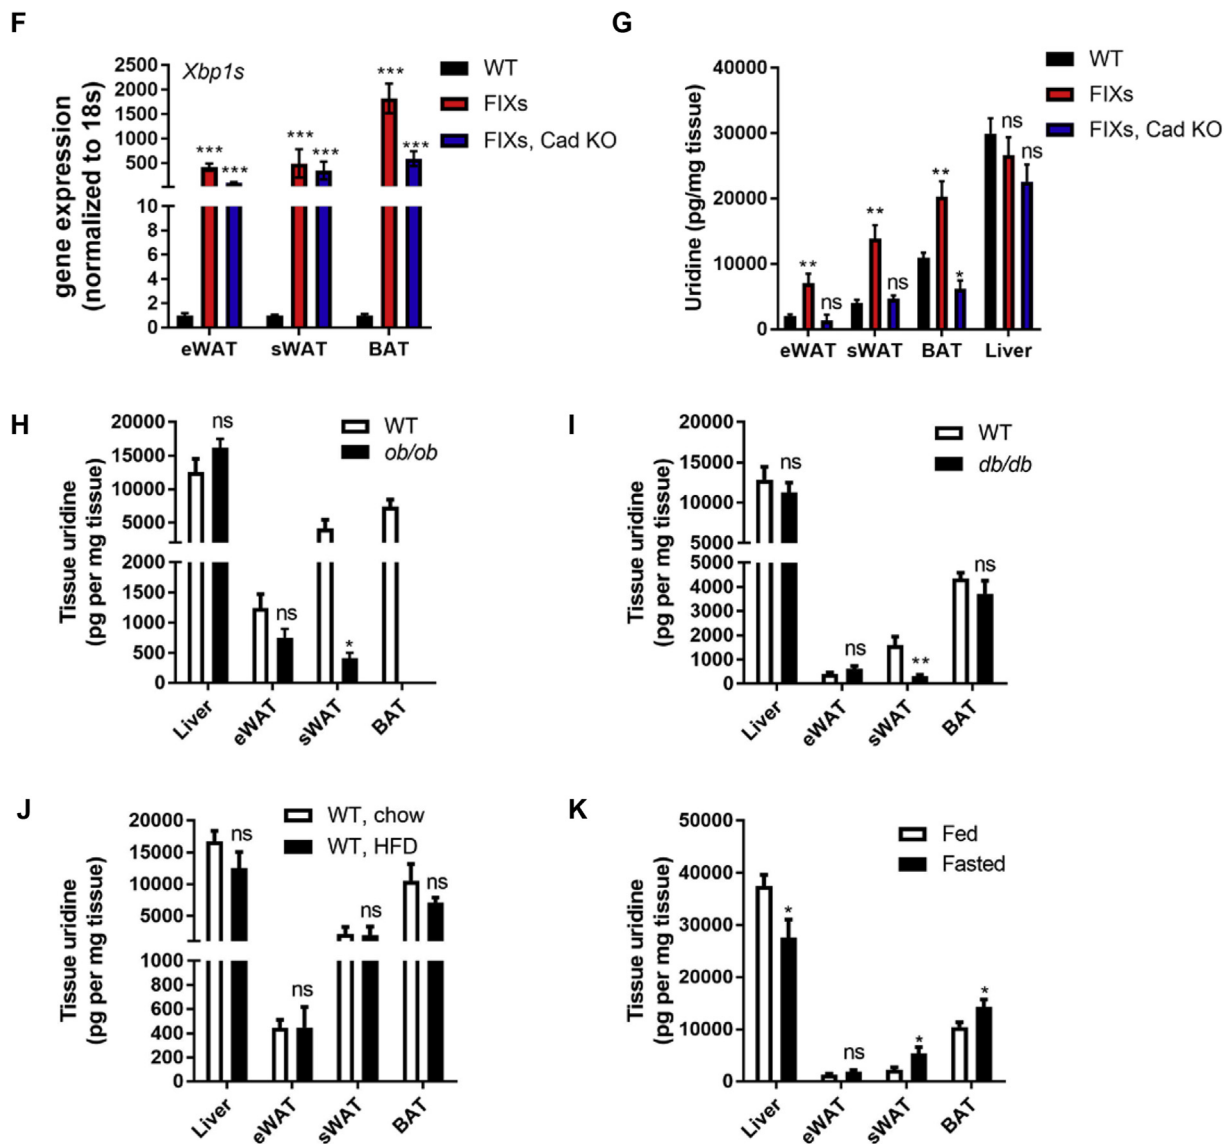 F
gene expression
(normalized to 18s)
Xbp1s
2500
2000
1500
1000
500
10
8
6
4
2
0
***
***
***
***
***
***
eWAT
sWAT
BAT
WT
FIXs
FIXs, Cad KO
G
Uridine (pg/mg tissue)
40000
30000
20000
10000
0
**
ns
**
ns
**
*
ns
ns
eWAT
sWAT
BAT
Liver
WT
FIXs
FIXs, Cad KO
H
Tissue uridine
(pg per mg tissue)
20000
15000
10000
5000
2000
1500
1000
500
0
ns
ns
*
Liver
eWAT
sWAT
BAT
WT
ob/ob
I
Tissue uridine
(pg per mg tissue)
20000
15000
10000
5000
5000
4000
3000
2000
1000
0
ns
ns
**
ns
Liver
eWAT
sWAT
BAT
WT
db/db
J
Tissue uridine
(pg per mg tissue)
20000
15000
10000
5000
1000
800
600
400
200
0
ns
ns
ns
ns
Liver
eWAT
sWAT
BAT
WT, chow
WT, HFD
K
Tissue uridine
(pg per mg tissue)
50000
40000
30000
20000
10000
0
*
ns
*
*
Liver
eWAT
sWAT
BAT
Fed
Fasted